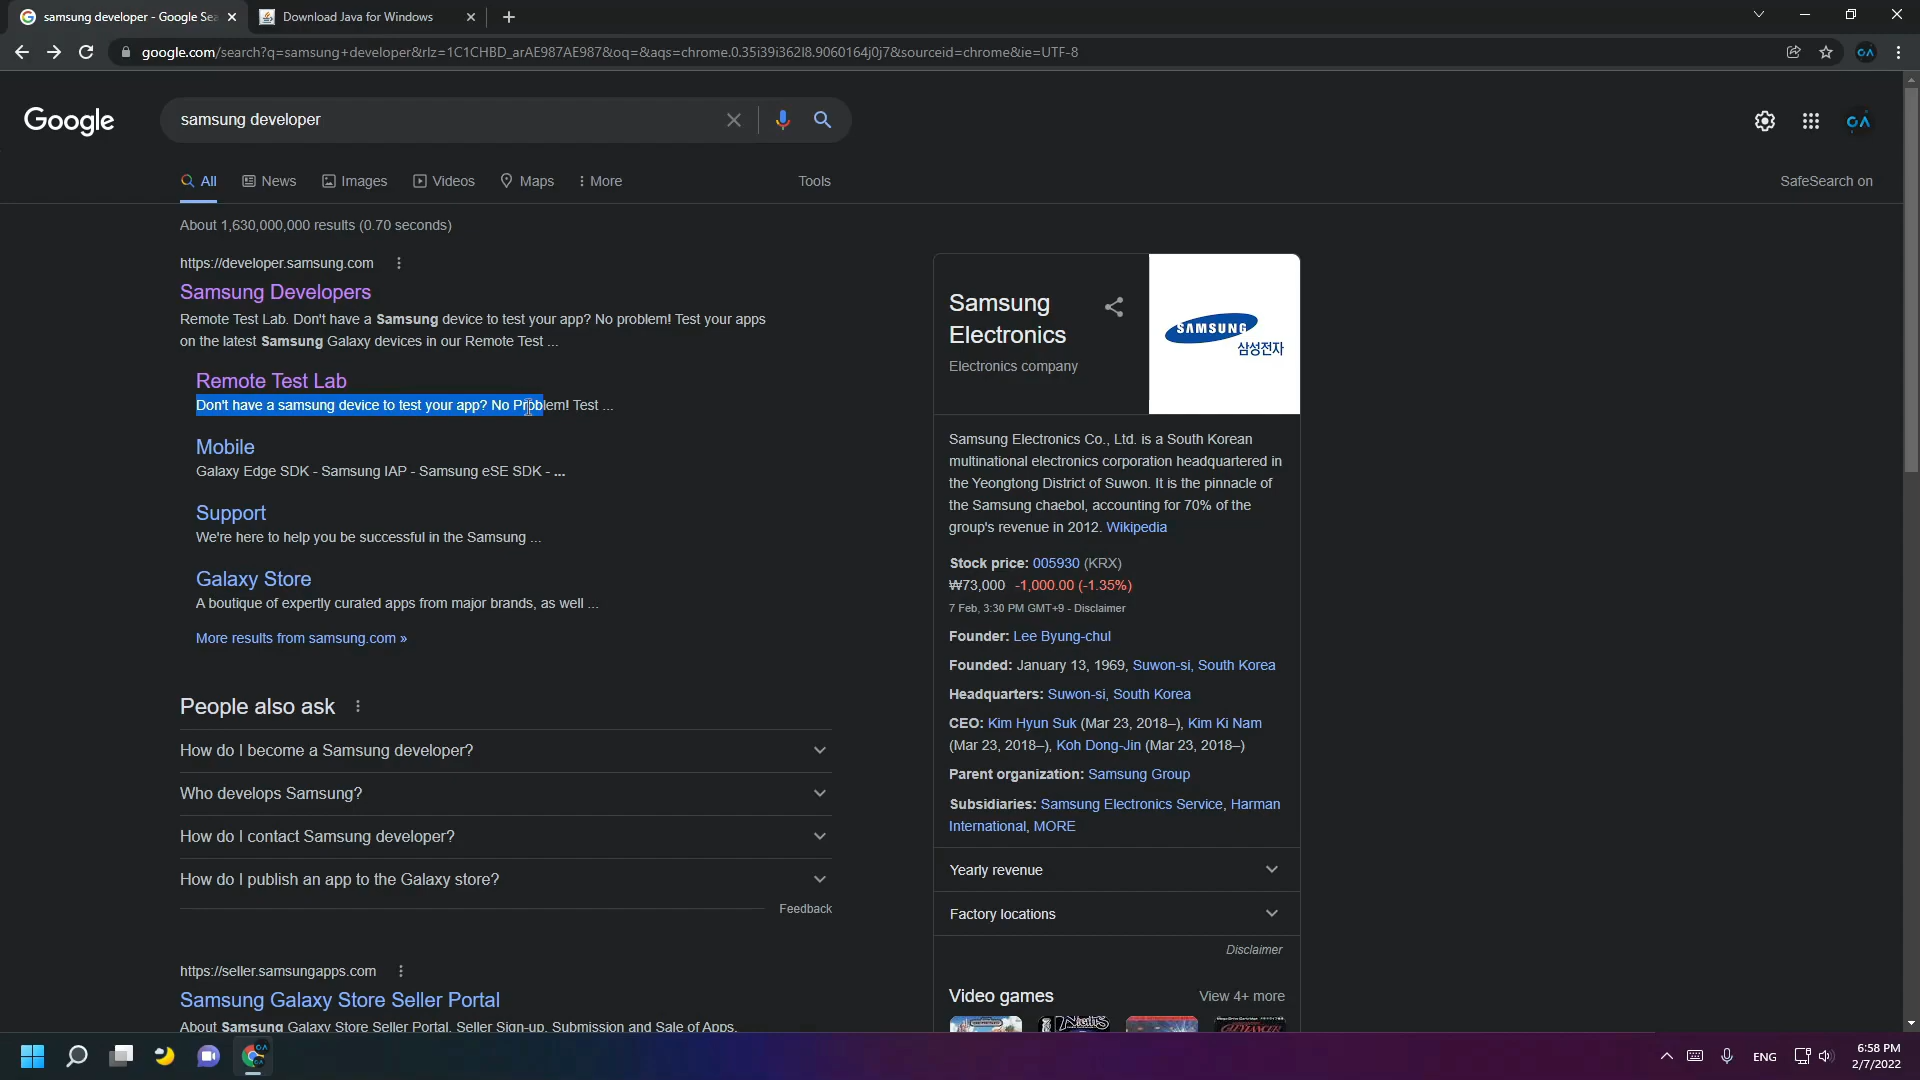 samsung developer - Google Sea
Download Java for Windows
google.com/search?q=samsung+developer&rlz=1C1CHBD_arAE987AE987&oq=&aqs=chrome.0.35i39i362l8.9060164j0j7&sourceid=chrome&ie=UTF-8
Google
samsung developer
All
News
Images
Videos
Maps
More
Tools
SafeSearch on
About 1,630,000,000 results (0.70 seconds)
https://developer.samsung.com
Samsung Developers
Remote Test Lab. Don't have a Samsung device to test your app? No problem! Test your apps
on the latest Samsung Galaxy devices in our Remote Test ...
Remote Test Lab
Don't have a samsung device to test your app? No Problem! Test ...
Mobile
Galaxy Edge SDK - Samsung IAP - Samsung eSE SDK - ...
Support
We're here to help you be successful in the Samsung ...
Galaxy Store
A boutique of expertly curated apps from major brands, as well ...
More results from samsung.com »
People also ask
How do I become a Samsung developer?
Who develops Samsung?
How do I contact Samsung developer?
How do I publish an app to the Galaxy store?
Feedback
https://seller.samsungapps.com
Samsung Galaxy Store Seller Portal
About Samsung Galaxy Store Seller Portal. Seller Sign-up, Submission and Sale of Apps.
Samsung
Electronics
Electronics company
SAMSUNG
삼성전자
Samsung Electronics Co., Ltd. is a South Korean
multinational electronics corporation headquartered in
the Yeongtong District of Suwon. It is the pinnacle of
the Samsung chaebol, accounting for 70% of the
group's revenue in 2012. Wikipedia
Stock price: 005930 (KRX)
₩73,000 -1,000.00 (-1.35%)
7 Feb, 3:30 PM GMT+9 - Disclaimer
Founder: Lee Byung-chul
Founded: January 13, 1969, Suwon-si, South Korea
Headquarters: Suwon-si, South Korea
CEO: Kim Hyun Suk (Mar 23, 2018–), Kim Ki Nam
(Mar 23, 2018–), Koh Dong-Jin (Mar 23, 2018–)
Parent organization: Samsung Group
Subsidiaries: Samsung Electronics Service, Harman
International, MORE
Yearly revenue
Factory locations
Disclaimer
Video games
View 4+ more
ENG
6:58 PM
2/7/2022